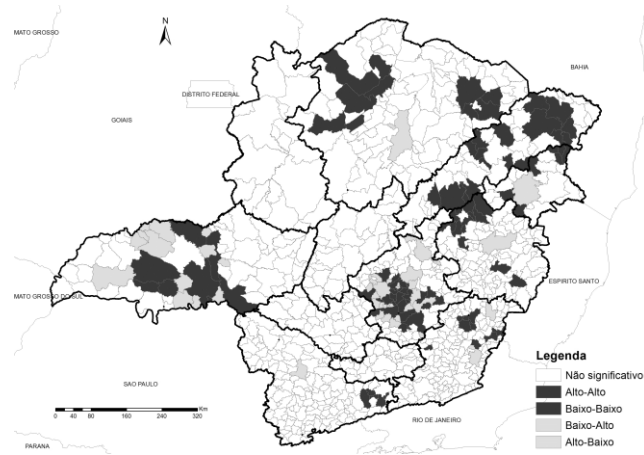 MATO GROSSO
N
BAHIA
DISTRITO FEDERAL
GOIAIS
ESPIRITO SANTO
MATO GROSSO DO SUL
SAO PAULO
RIO DE JANEIRO
PARANA
Km
0 40 80 160 240 320
Legenda
Não significativo
Alto-Alto
Baixo-Baixo
Baixo-Alto
Alto-Baixo